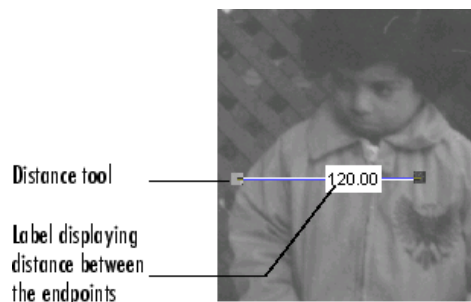 120.00
Distance tool
Label displaying
distance between
the endpoints